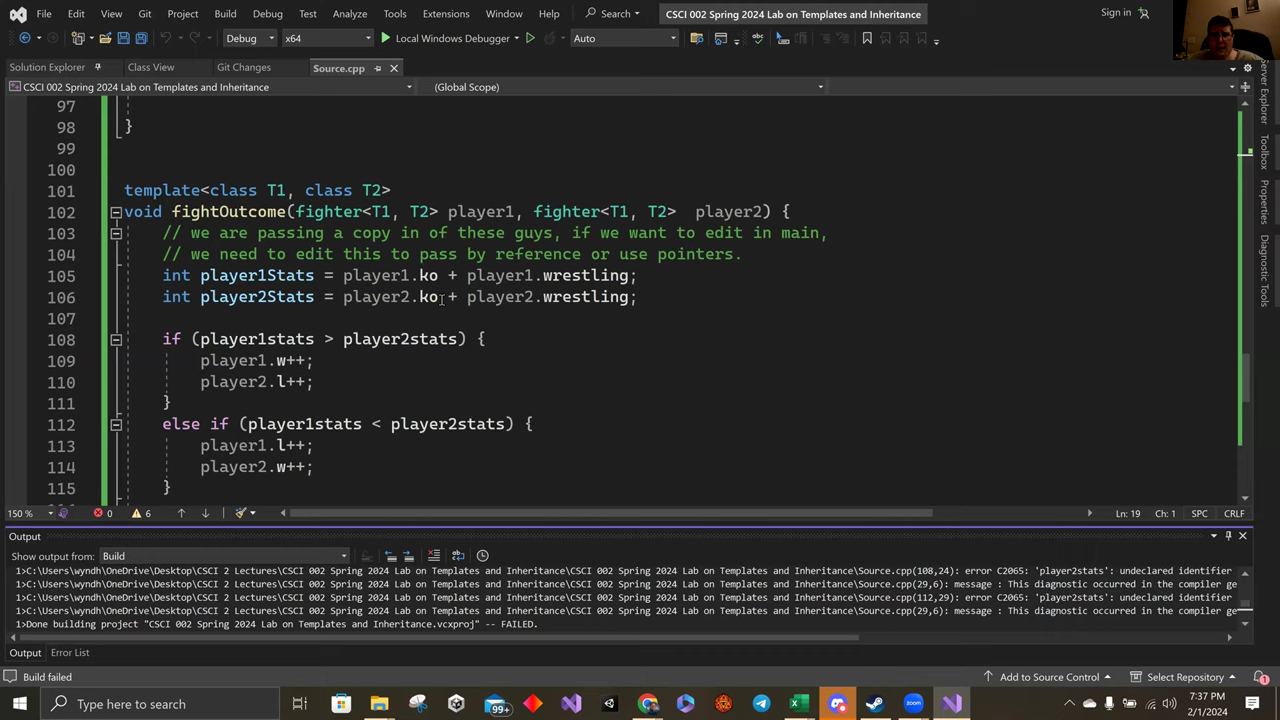 File Edit View Git Project Build Debug Test Analyze Tools Extensions Window Help Search CSCI 002 Spring 2024 Lab on Templates and Inheritance Sign in
Debug x64 Local Windows Debugger Auto
Solution Explorer Class View Git Changes Source.cpp
CSCI 002 Spring 2024 Lab on Templates and Inheritance (Global Scope)
97
98 }
99
100
101 template<class T1, class T2>
102 void fightOutcome(fighter<T1, T2> player1, fighter<T1, T2>  player2) {
103 // we are passing a copy in of these guys, if we want to edit in main,
104 // we need to edit this to pass by reference or use pointers.
105 int player1Stats = player1.ko + player1.wrestling;
106 int player2Stats = player2.ko + player2.wrestling;
107
108 if (player1stats > player2stats) {
109 player1.w++;
110 player2.l++;
111 }
112 else if (player1stats < player2stats) {
113 player1.l++;
114 player2.w++;
115 }
150 % 0 6 Ln: 19 Ch: 1 SPC CRLF
Output
Show output from: Build
1>C:\Users\wyndh\OneDrive\Desktop\CSCI 2 Lectures\CSCI 002 Spring 2024 Lab on Templates and Inheritance\CSCI 002 Spring 2024 Lab on Templates and Inheritance\Source.cpp(108,24): error C2065: 'player2stats': undeclared identifier
1>C:\Users\wyndh\OneDrive\Desktop\CSCI 2 Lectures\CSCI 002 Spring 2024 Lab on Templates and Inheritance\CSCI 002 Spring 2024 Lab on Templates and Inheritance\Source.cpp(29,6): message : This diagnostic occurred in the compiler ge
1>C:\Users\wyndh\OneDrive\Desktop\CSCI 2 Lectures\CSCI 002 Spring 2024 Lab on Templates and Inheritance\CSCI 002 Spring 2024 Lab on Templates and Inheritance\Source.cpp(112,29): error C2065: 'player2stats': undeclared identifier
1>C:\Users\wyndh\OneDrive\Desktop\CSCI 2 Lectures\CSCI 002 Spring 2024 Lab on Templates and Inheritance\CSCI 002 Spring 2024 Lab on Templates and Inheritance\Source.cpp(29,6): message : This diagnostic occurred in the compiler ge
1>Done building project "CSCI 002 Spring 2024 Lab on Templates and Inheritance.vcxproj" -- FAILED.
Output Error List
Build failed Add to Source Control Select Repository 1
Type here to search 99+ 7:37 PM
2/1/2024
Server Explorer
Toolbox
Properties